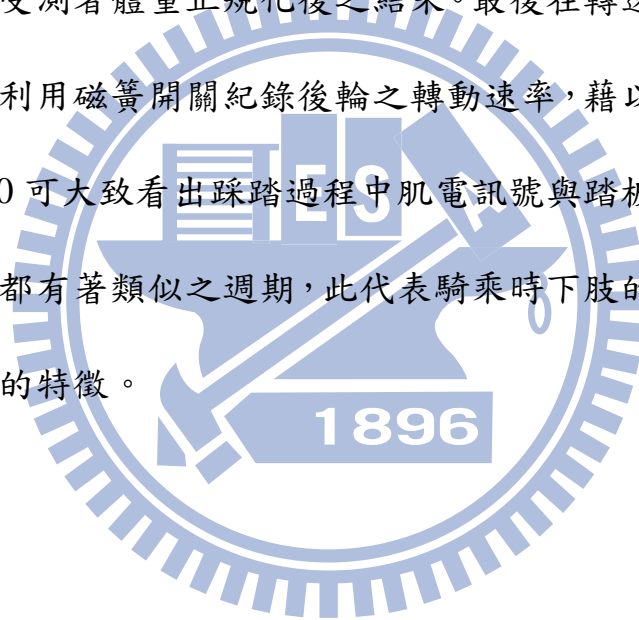 受測者體重正規化後之結果。最後在轉速
利用磁簧開關紀錄後輪之轉動速率，藉以
0 可大致看出踩踏過程中肌電訊號與踏板
都有著類似之週期，此代表騎乘時下肢的
的特徵。
ES
1896